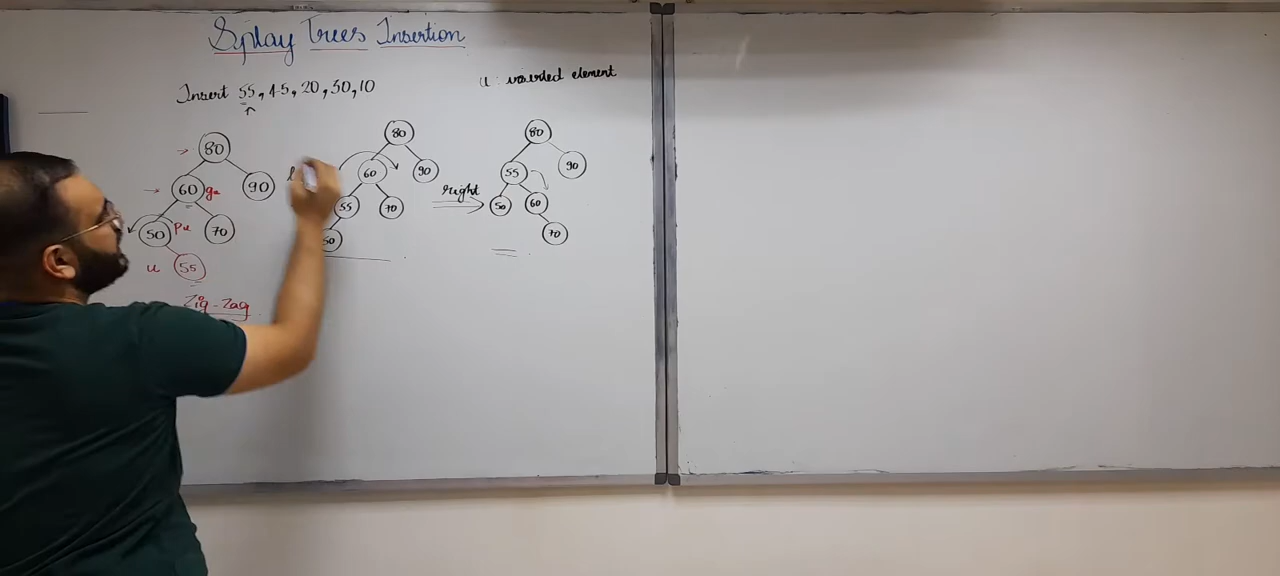 Splay Trees Insertion
u: inserted element
Insert 55, 45, 20, 30, 10
80
60 gu
90
50 pu
70
u 55
Zig-Zag
80
60
90
55
70
50
right
80
55
90
50
60
70